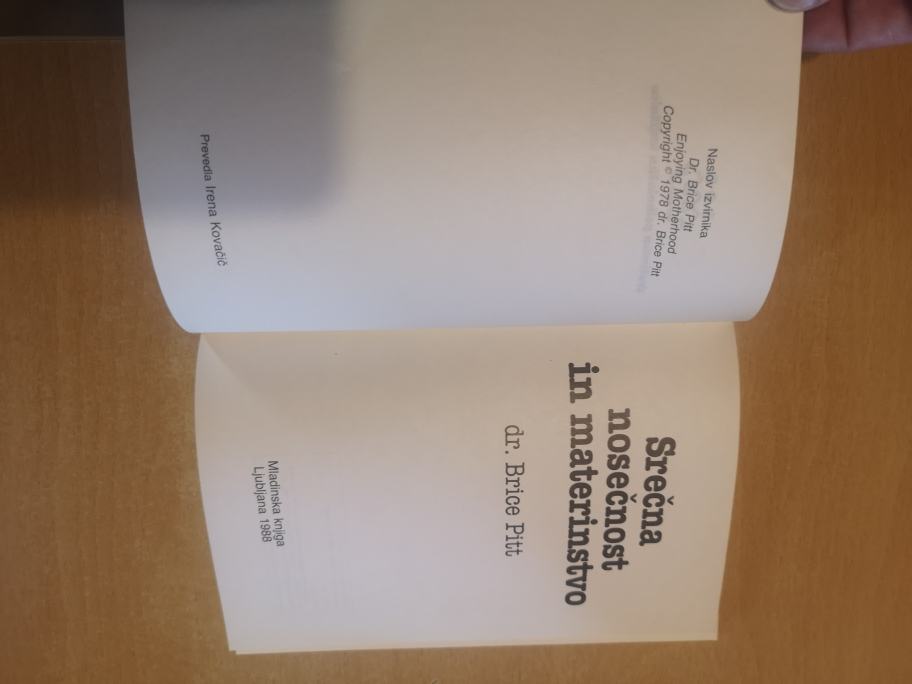 Naslov izvirnika
Dr. Brice Pitt
Enjoying Motherhood
Copyright © 1978 dr. Brice Pitt
Prevedla Irena Kovačič
Srečna
nosečnost
in materinstvo
dr. Brice Pitt
Mladinska knjiga
Ljubljana 1988